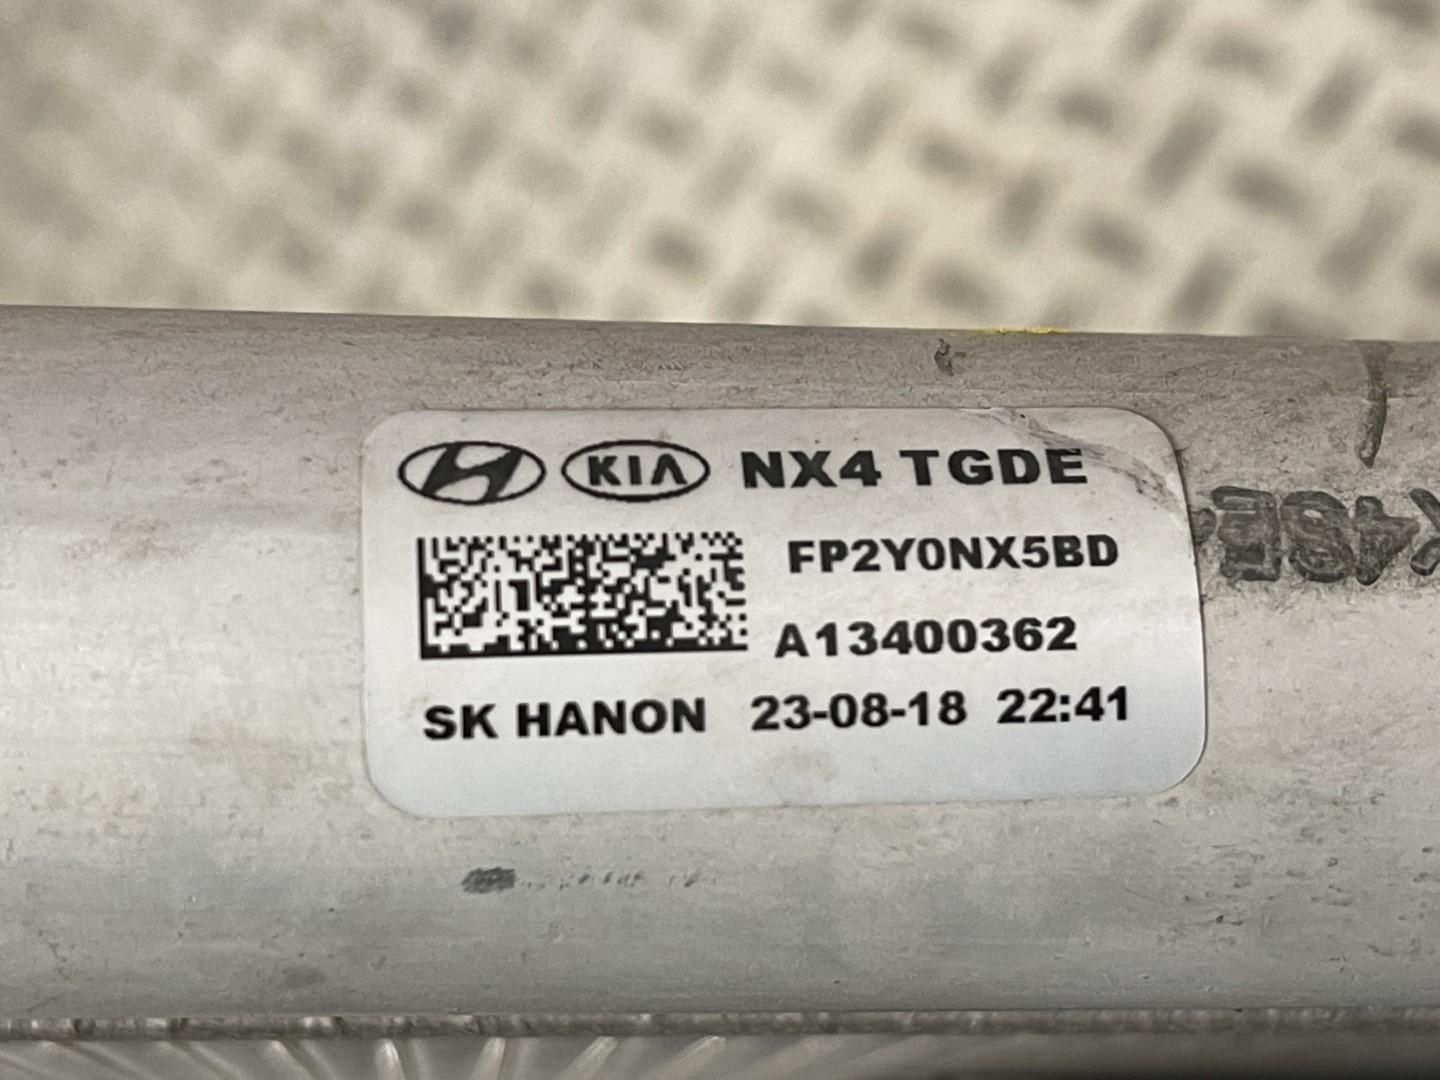 KIA NX4 TGDE
FP2Y0NX5BD
A13400362
SK HANON 23-08-18 22:41